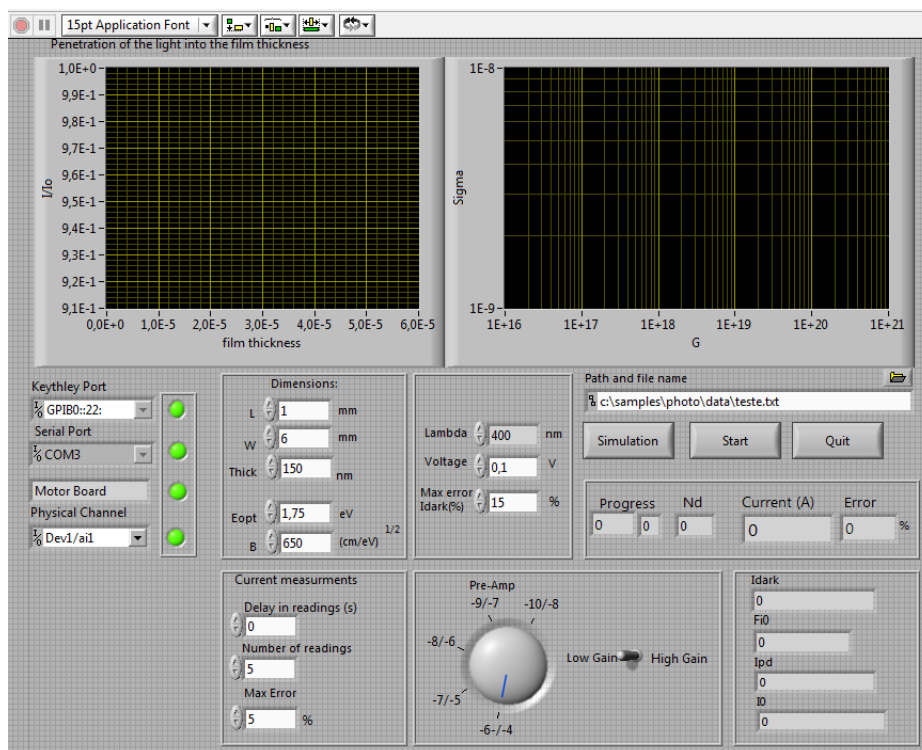 15pt Application Font
Penetration of the light into the film thickness
1,0E+0
9,9E-1
9,8E-1
9,7E-1
9,6E-1
9,5E-1
9,4E-1
9,3E-1
9,2E-1
9,1E-1
I/Io
0,0E+0 1,0E-5 2,0E-5 3,0E-5 4,0E-5 5,0E-5 6,0E-5
film thickness
1E-8
Sigma
1E-9
1E+16 1E+17 1E+18 1E+19 1E+20 1E+21
G
Keythley Port
GPIB0::22:
Serial Port
COM3
Motor Board
Physical Channel
Dev1/ai1
Dimensions:
L 1 mm
W 6 mm
Thick 150 nm
Eopt 1,75 eV
B 650 (cm/eV) 1/2
Lambda 400 nm
Voltage 0,1 V
Max error
Idark(%) 15 %
Path and file name
c:\samples\photo\data\teste.txt
Simulation Start Quit
Progress Nd Current (A) Error
0 0 0 0 0 %
Current measurments
Delay in readings (s)
0
Number of readings
5
Max Error
5 %
Pre-Amp
-9/-7 -10/-8
-8/-6
-7/-5
-6-/-4
Low Gain High Gain
Idark
0
Fi0
0
Ipd
0
I0
0